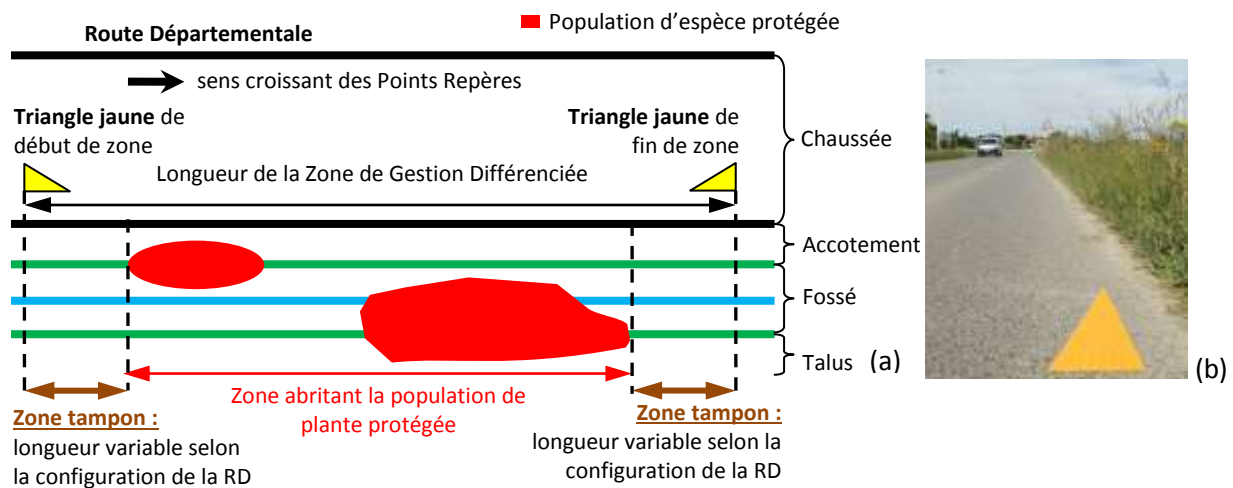 Population d'espèce protégée
Route Départementale
sens croissant des Points Repères
Triangle jaune de
début de zone
Triangle jaune de
fin de zone
Longueur de la Zone de Gestion Différenciée
Chaussée
Accotement
Fossé
Talus
(a)
(b)
Zone abritant la population de
plante protégée
Zone tampon :
longueur variable selon
la configuration de la RD
Zone tampon :
longueur variable selon la
configuration de la RD